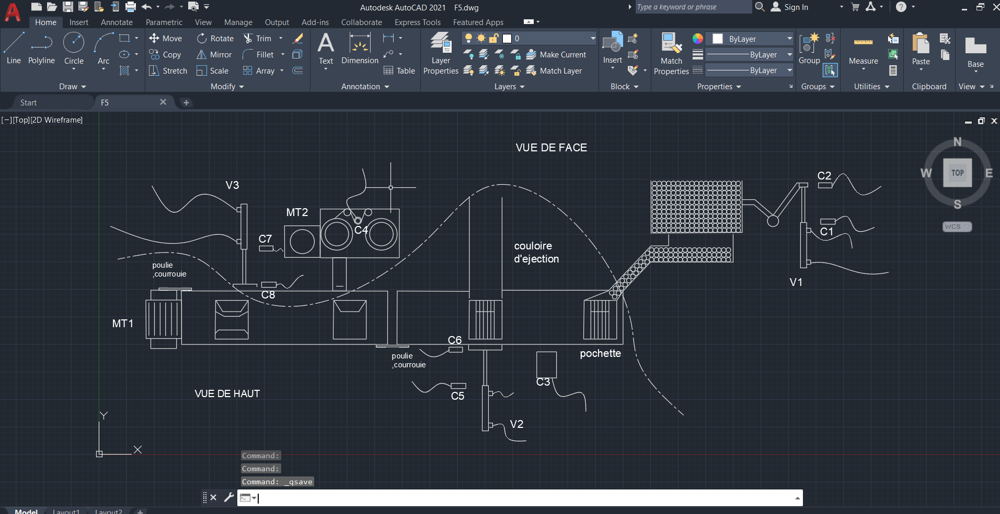 Autodesk AutoCAD 2021 F5.dwg
Type a keyword or phrase
Sign In
Home Insert Annotate Parametric View Manage Output Add-ins Collaborate Express Tools Featured Apps
Line Polyline Circle Arc
Move Rotate Trim
Copy Mirror Fillet
Stretch Scale Array
Text Dimension
Table
Layer
Properties
0
Make Current
Match Layer
Insert
Match
Properties
ByLayer
ByLayer
ByLayer
Group
Measure
Paste
Base
Draw Modify Annotation Layers Block Properties Groups Utilities Clipboard View
Start F5
[−][Top][2D Wireframe]
VUE DE FACE
N
W TOP E
S
WCS
C2
V3
MT2
C4
C1
C7
couloire
d'ejection
poulie
,courrouie
V1
C8
MT1
C6
pochette
poulie
,courrouie
C3
VUE DE HAUT
C5
V2
Y
X
Command:
Command:
Command: _qsave
Model Layout1 Layout2